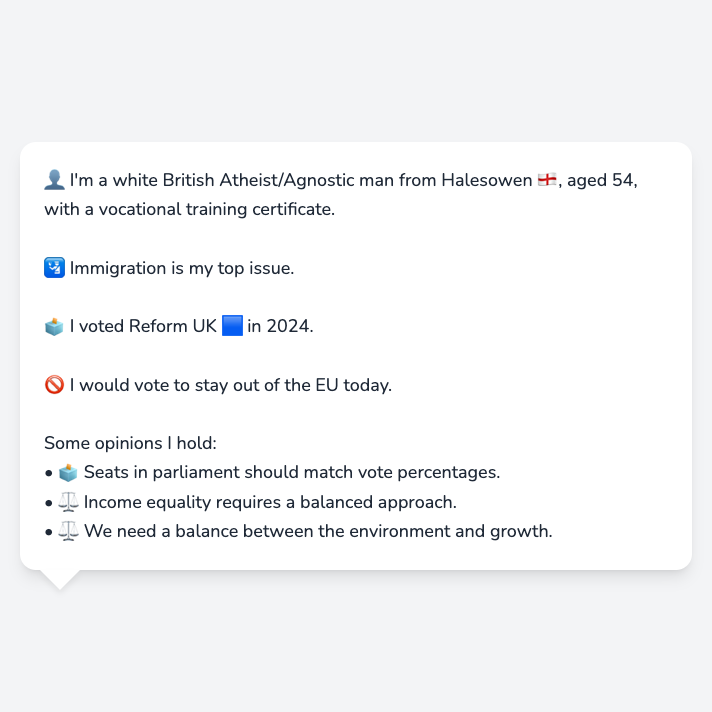 👤 I'm a white British Atheist/Agnostic man from Halesowen 🏴󠁧󠁢󠁥󠁮󠁧󠁿, aged 54,
with a vocational training certificate.
🛂 Immigration is my top issue.
🗳️ I voted Reform UK 🟦 in 2024.
🚫 I would vote to stay out of the EU today.
Some opinions I hold:
• 🗳️ Seats in parliament should match vote percentages.
• ⚖️ Income equality requires a balanced approach.
• ⚖️ We need a balance between the environment and growth.